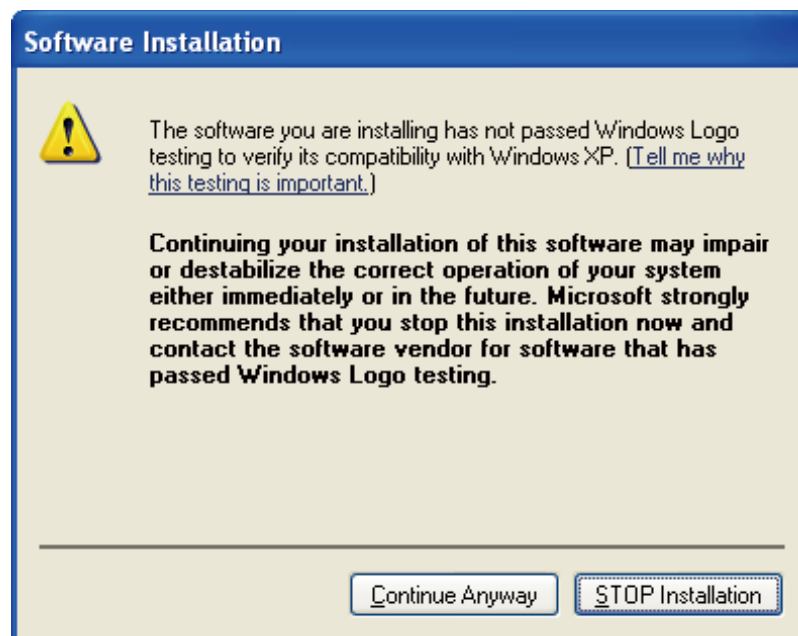 Software Installation
The software you are installing has not passed Windows Logo
testing to verify its compatibility with Windows XP. (Tell me why
this testing is important.)
Continuing your installation of this software may impair
or destabilize the correct operation of your system
either immediately or in the future. Microsoft strongly
recommends that you stop this installation now and
contact the software vendor for software that has
passed Windows Logo testing.
Continue Anyway
STOP Installation